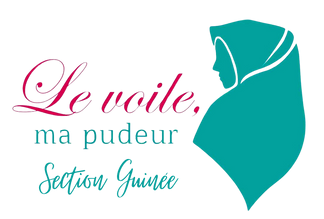 Le voile,
ma pudeur
Section Guinée